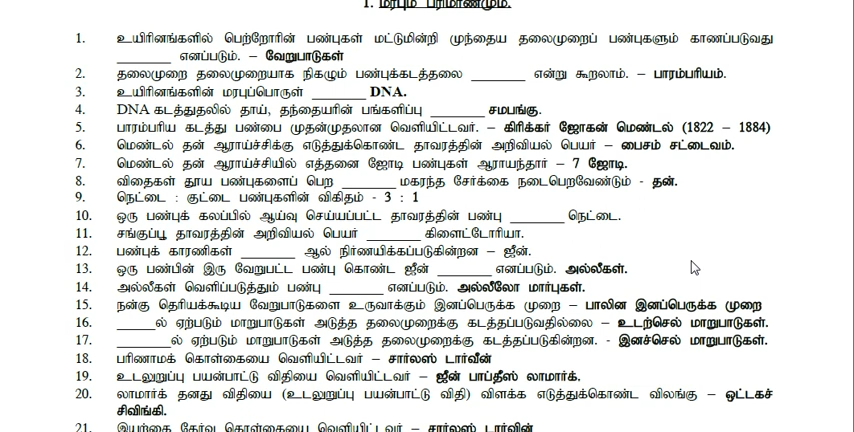 1. மரபும் பரிமாணமும்.
1. உயிரினங்களில் பெற்றோரின் பண்புகள் மட்டுமின்றி முந்தைய தலைமுறைப் பண்புகளும் காணப்படுவது
________ எனப்படும். – வேறுபாடுகள்
2. தலைமுறை தலைமுறையாக நிகழும் பண்புக்கடத்தலை ________ என்று கூறலாம். – பாரம்பரியம்.
3. உயிரினங்களின் மரபுப்பொருள் ________ DNA.
4. DNA கடத்துதலில் தாய், தந்தையரின் பங்களிப்பு ________ சமபங்கு.
5. பாரம்பரிய கடத்து பண்பை முதன்முதலான வெளியிட்டவர். – கிரிக்கர் ஜோகன் மெண்டல் (1822 – 1884)
6. மெண்டல் தன் ஆராய்ச்சிக்கு எடுத்துக்கொண்ட தாவரத்தின் அறிவியல் பெயர் – பைசம் சட்டைவம்.
7. மெண்டல் தன் ஆராய்ச்சியில் எத்தனை ஜோடி பண்புகள் ஆராயந்தார் – 7 ஜோடி.
8. விதைகள் தூய பண்புகளைப் பெற ________ மகரந்த சேர்க்கை நடைபெறவேண்டும் - தன்.
9. நெட்டை : குட்டை பண்புகளின் விகிதம் - 3 : 1
10. ஒரு பண்புக் கலப்பில் ஆய்வு செய்யப்பட்ட தாவரத்தின் பண்பு ________ நெட்டை.
11. சங்குப்பூ தாவரத்தின் அறிவியல் பெயர் ________ கிளைட்டோரியா.
12. பண்புக் காரணிகள் ________ ஆல் நிர்ணயிக்கப்படுகின்றன – ஜீன்.
13. ஒரு பண்பின் இரு வேறுபட்ட பண்பு கொண்ட ஜீன் ________ எனப்படும். அல்லீகள்.
14. அல்லீகள் வெளிப்படுத்தும் பண்பு ________ எனப்படும். அல்லீலோ மார்புகள்.
15. நன்கு தெரியக்கூடிய வேறுபாடுகளை உருவாக்கும் இனப்பெருக்க முறை – பாலின இனப்பெருக்க முறை
16. ______ல் ஏற்படும் மாறுபாடுகள் அடுத்த தலைமுறைக்கு கடத்தப்படுவதில்லை – உடற்செல் மாறுபாடுகள்.
17. ________ல் ஏற்படும் மாறுபாடுகள் அடுத்த தலைமுறைக்கு கடத்தப்படுகின்றன. - இனச்செல் மாறுபாடுகள்.
18. பரிணாமக் கொள்கையை வெளியிட்டவர் – சார்லஸ் டார்வீன்
19. உடலுறுப்பு பயன்பாட்டு விதியை வெளியிட்டவர் – ஜீன் பாப்தீஸ் லாமார்க்.
20. லாமார்க் தனது விதியை (உடலுறுப்பு பயன்பாட்டு விதி) விளக்க எடுத்துக்கொண்ட விலங்கு – ஒட்டகச்
சிவிங்கி.
21. இயற்கை தேர்வு கொள்கையை வெளியிட்டவர் – சார்லஸ் டார்வின்